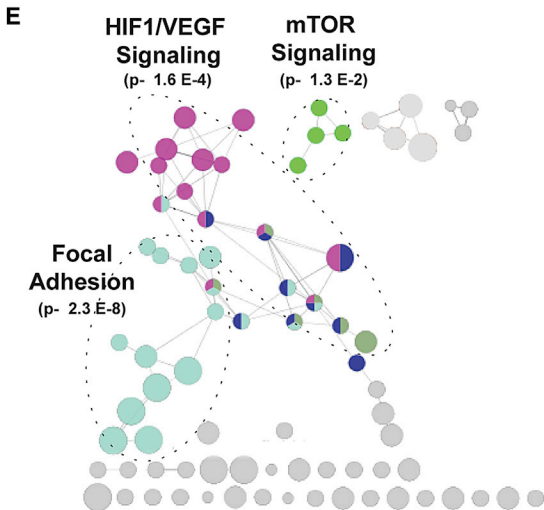 E
HIF1/VEGF
Signaling
(p- 1.6 E-4)
mTOR
Signaling
(p- 1.3 E-2)
Focal
Adhesion
(p- 2.3 E-8)